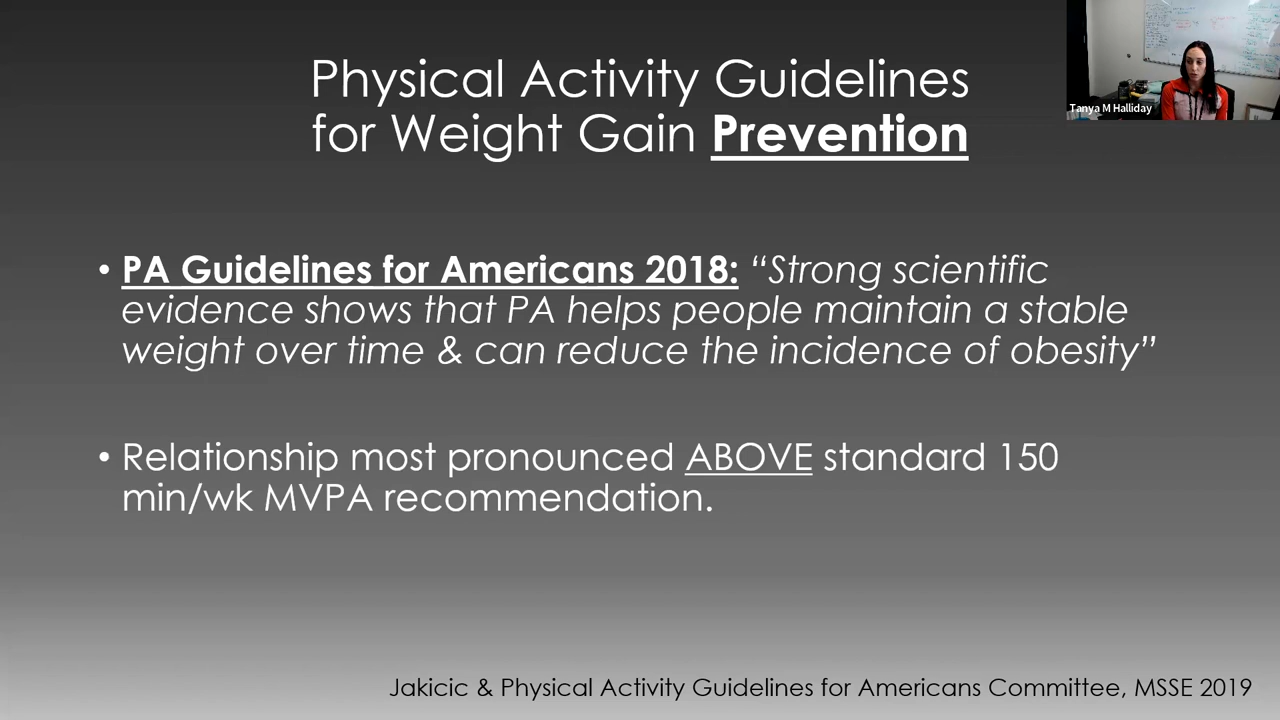 Physical Activity Guidelines
for Weight Gain Prevention
Tanya M Halliday
• PA Guidelines for Americans 2018: “Strong scientific
evidence shows that PA helps people maintain a stable
weight over time & can reduce the incidence of obesity”
• Relationship most pronounced ABOVE standard 150
min/wk MVPA recommendation.
Jakicic & Physical Activity Guidelines for Americans Committee, MSSE 2019